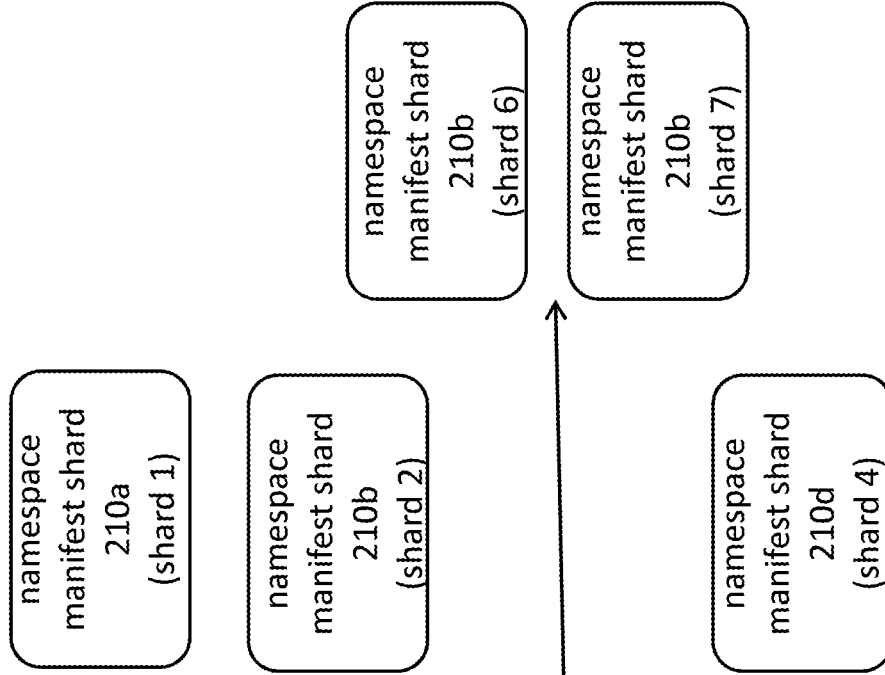 namespace
manifest shard
210a
(shard 1)
namespace
manifest shard
210b
(shard 2)
namespace
manifest shard
210d
(shard 4)
namespace
manifest shard
210b
(shard 6)
namespace
manifest shard
210b
(shard 7)